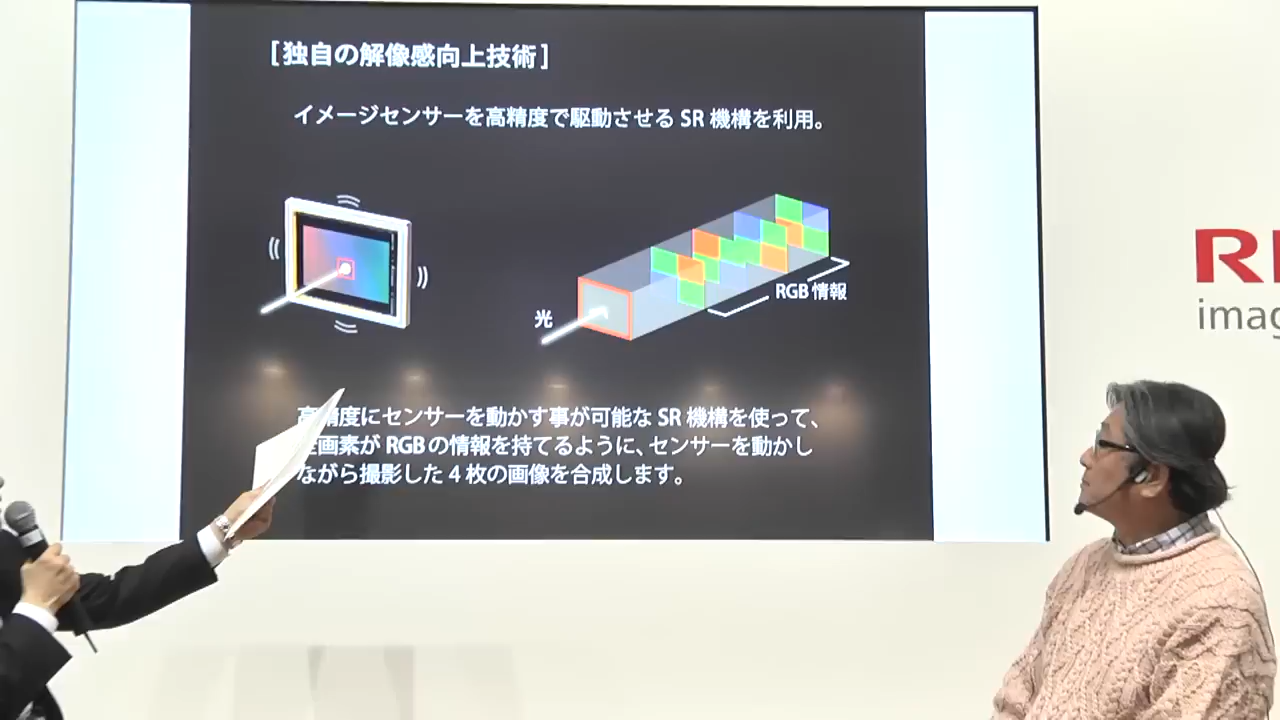 [独自の解像感向上技術]
イメージセンサーを高精度で駆動させる SR 機構を利用。
光
RGB 情報
高精度にセンサーを動かす事が可能な SR 機構を使って、
画素が RGB の情報を持てるように、センサーを動かし
ながら撮影した 4 枚の画像を合成します。
R
imag